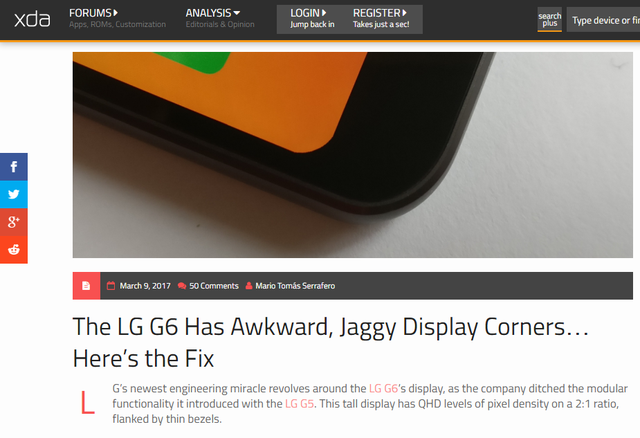 xda
FORUMS
Apps, ROMs, Customization
ANALYSIS
Editorials & Opinion
LOGIN
Jump back in
REGISTER
Takes just a sec!
search
plus
Type device or fir
f
g+
March 9, 2017
50 Comments
Mario Tomás Serrafero
The LG G6 Has Awkward, Jaggy Display Corners…
Here's the Fix
LG's newest engineering miracle revolves around the LG G6's display, as the company ditched the modular
functionality it introduced with the LG G5. This tall display has QHD levels of pixel density on a 2:1 ratio,
flanked by thin bezels.